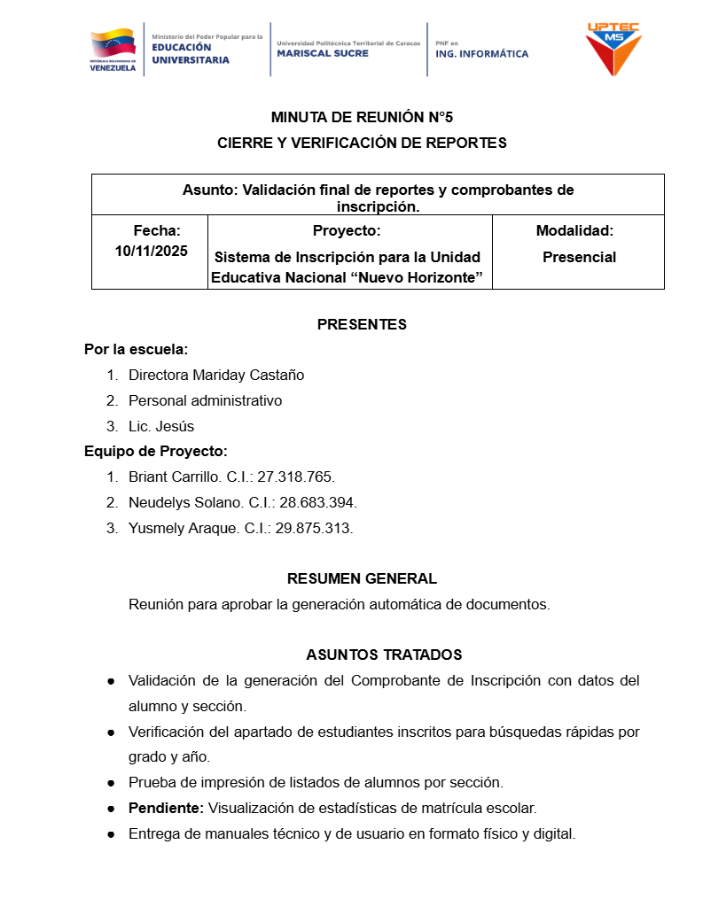 Ministerio del Poder Popular para la
EDUCACIÓN
UNIVERSITARIA
VENEZUELA
Universidad Politécnica Territorial de Caracas
MARISCAL SUCRE
PNF en
ING. INFORMÁTICA
UPTEC
MS
MINUTA DE REUNIÓN N°5
CIERRE Y VERIFICACIÓN DE REPORTES
Asunto: Validación final de reportes y comprobantes de
inscripción.
Fecha:
10/11/2025
Proyecto:
Sistema de Inscripción para la Unidad
Educativa Nacional “Nuevo Horizonte”
Modalidad:
Presencial
PRESENTES
Por la escuela:
1. Directora Mariday Castaño
2. Personal administrativo
3. Lic. Jesús
Equipo de Proyecto:
1. Briant Carrillo. C.I.: 27.318.765.
2. Neudelys Solano. C.I.: 28.683.394.
3. Yusmely Araque. C.I.: 29.875.313.
RESUMEN GENERAL
Reunión para aprobar la generación automática de documentos.
ASUNTOS TRATADOS
● Validación de la generación del Comprobante de Inscripción con datos del
alumno y sección.
● Verificación del apartado de estudiantes inscritos para búsquedas rápidas por
grado y año.
● Prueba de impresión de listados de alumnos por sección.
● Pendiente: Visualización de estadísticas de matrícula escolar.
● Entrega de manuales técnico y de usuario en formato físico y digital.